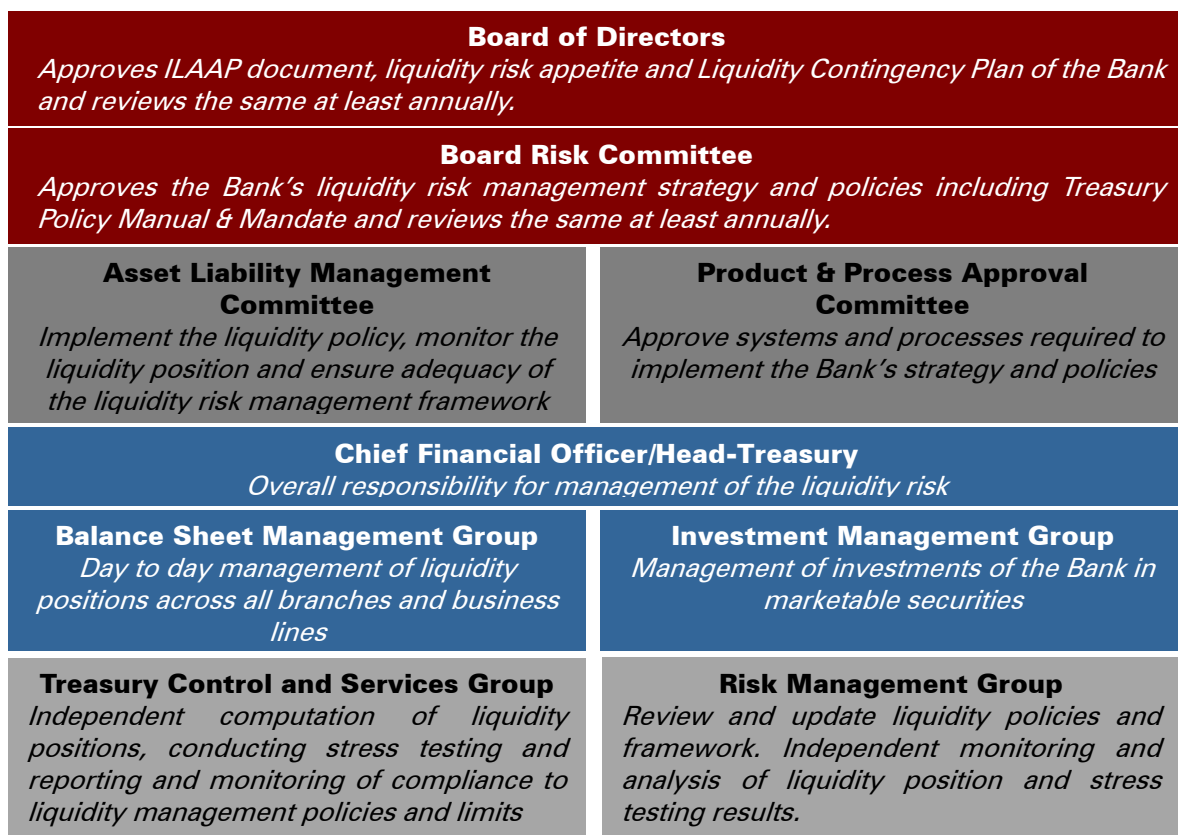 Board of Directors
Approves ILAAP document, liquidity risk appetite and Liquidity Contingency Plan of the Bank
and reviews the same at least annually.
Board Risk Committee
Approves the Bank's liquidity risk management strategy and policies including Treasury
Policy Manual & Mandate and reviews the same at least annually.
Asset Liability Management
Committee
Implement the liquidity policy, monitor the
liquidity position and ensure adequacy of
the liquidity risk management framework
Product & Process Approval
Committee
Approve systems and processes required to
implement the Bank's strategy and policies
Chief Financial Officer/Head-Treasury
Overall responsibility for management of the liquidity risk
Balance Sheet Management Group
Day to day management of liquidity
positions across all branches and business
lines
Investment Management Group
Management of investments of the Bank in
marketable securities
Treasury Control and Services Group
Independent computation of liquidity
positions, conducting stress testing and
reporting and monitoring of compliance to
liquidity management policies and limits
Risk Management Group
Review and update liquidity policies and
framework. Independent monitoring and
analysis of liquidity position and stress
testing results.